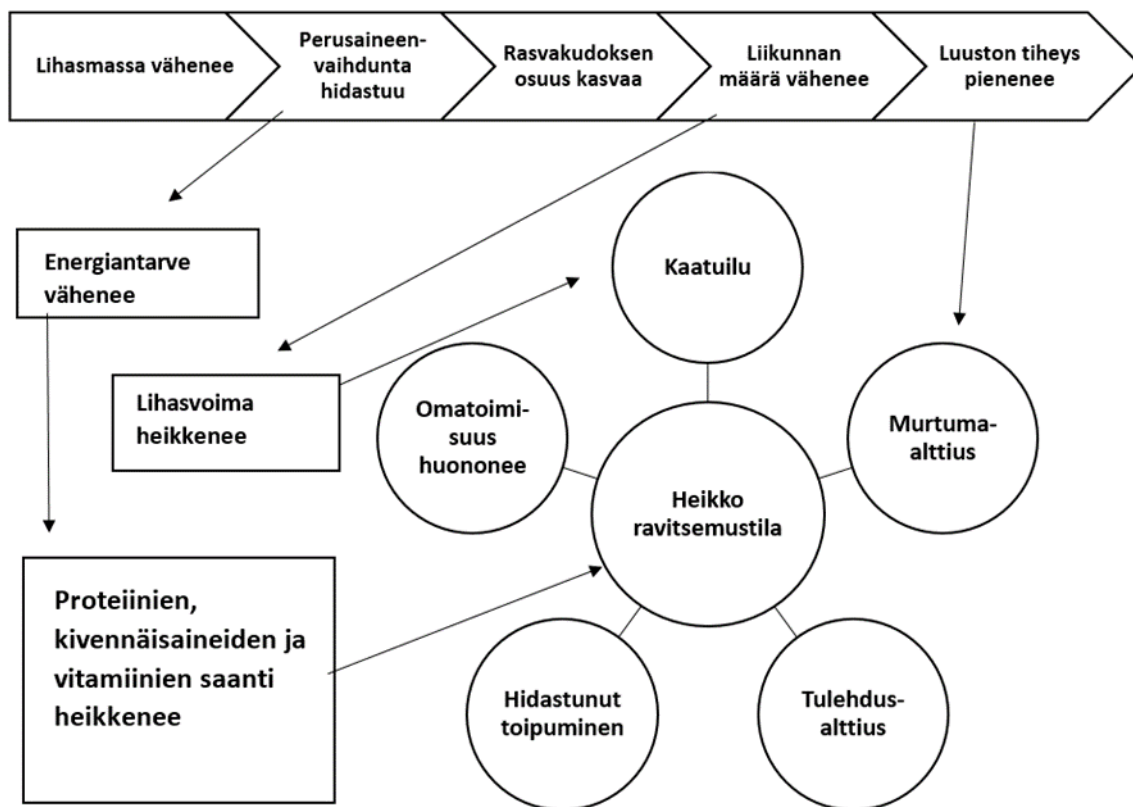 Lihasmassa vähenee
Perusaineen-
vaihdunta
hidastuu
Rasvakudoksen
osuus kasvaa
Liikunnan
määrä vähenee
Luuston tiheys
pienenee
Energiantarve
vähenee
Kaatuilu
Lihasvoima
heikkenee
Omatoimi-
suus
huononee
Murtuma-
alttius
Heikko
ravitsemustila
Proteiinien,
kivennäisaineiden ja
vitamiinien saanti
heikkenee
Hidastunut
toipuminen
Tulehdus-
alttius